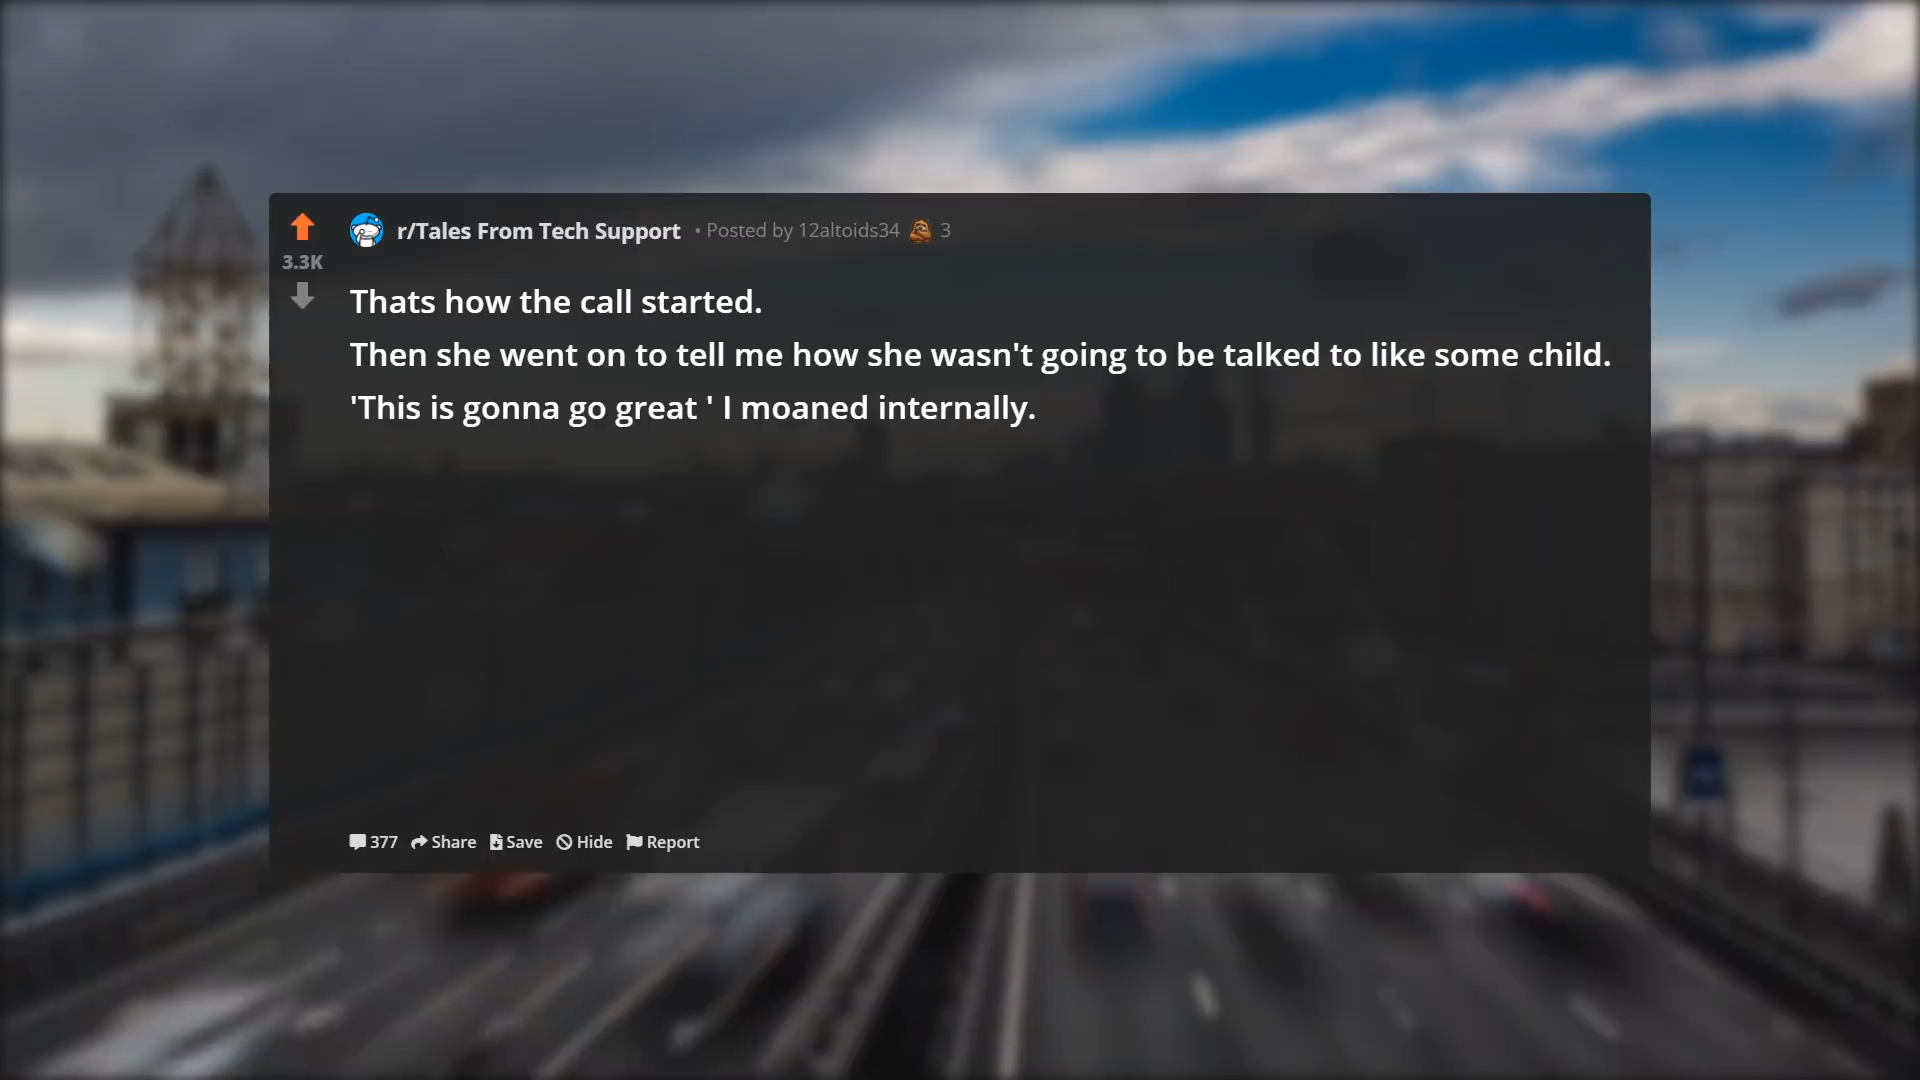 r/Tales From Tech Support • Posted by 12altoids34 3
3.3K
Thats how the call started.
Then she went on to tell me how she wasn't going to be talked to like some child.
'This is gonna go great ' I moaned internally.
377 Share Save Hide Report